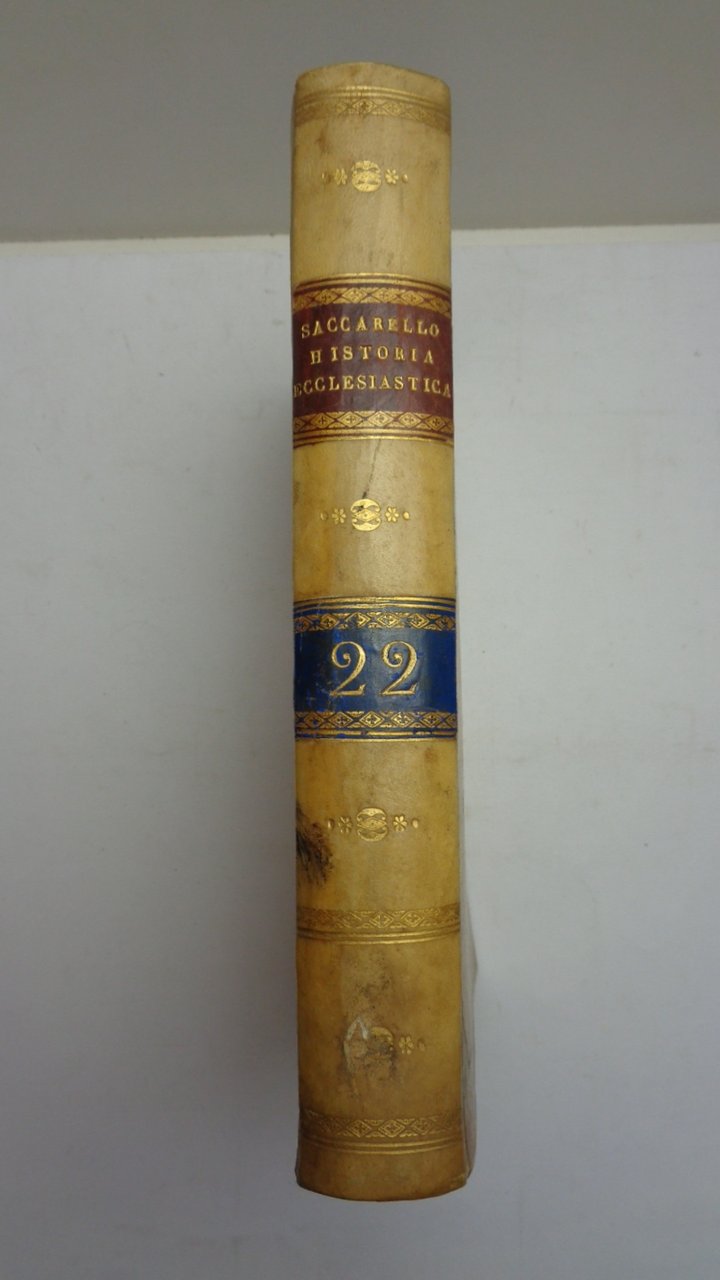 SACCARELLO
HISTORIA
ECCLESIASTICA
22